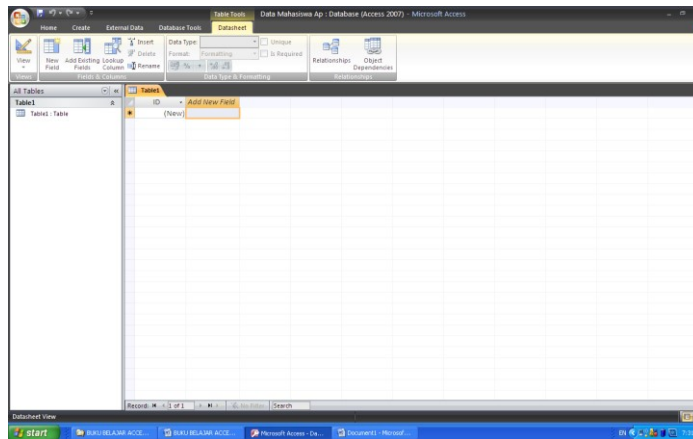 Table Tools
Data Mahasiswa Ap : Database (Access 2007) - Microsoft Access
Home Create External Data Database Tools Datasheet
View
New Field
Add Existing Fields
Lookup Column
Insert
Delete
Rename
Data Type:
Format: Formatting
Unique
Is Required
Relationships
Object Dependencies
Views
Fields & Columns
Data Type & Formatting
Relationships
All Tables
Table1
Table1 : Table
Table1
ID Add New Field
(New)
Record: 1 of 1 No Filter Search
Datasheet View
start
BUKU BELAJAR ACCE...
BUKU BELAJAR ACCE...
Microsoft Access - Da...
Document1 - Microsof...
EN